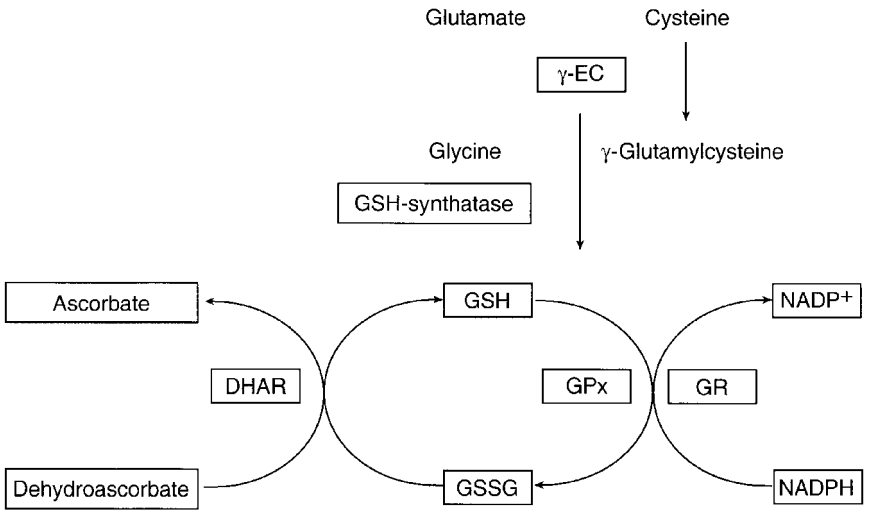 Glutamate
Cysteine
γ-EC
Glycine
γ-Glutamylcysteine
GSH-synthatase
Ascorbate
GSH
NADP+
DHAR
GPx
GR
Dehydroascorbate
GSSG
NADPH